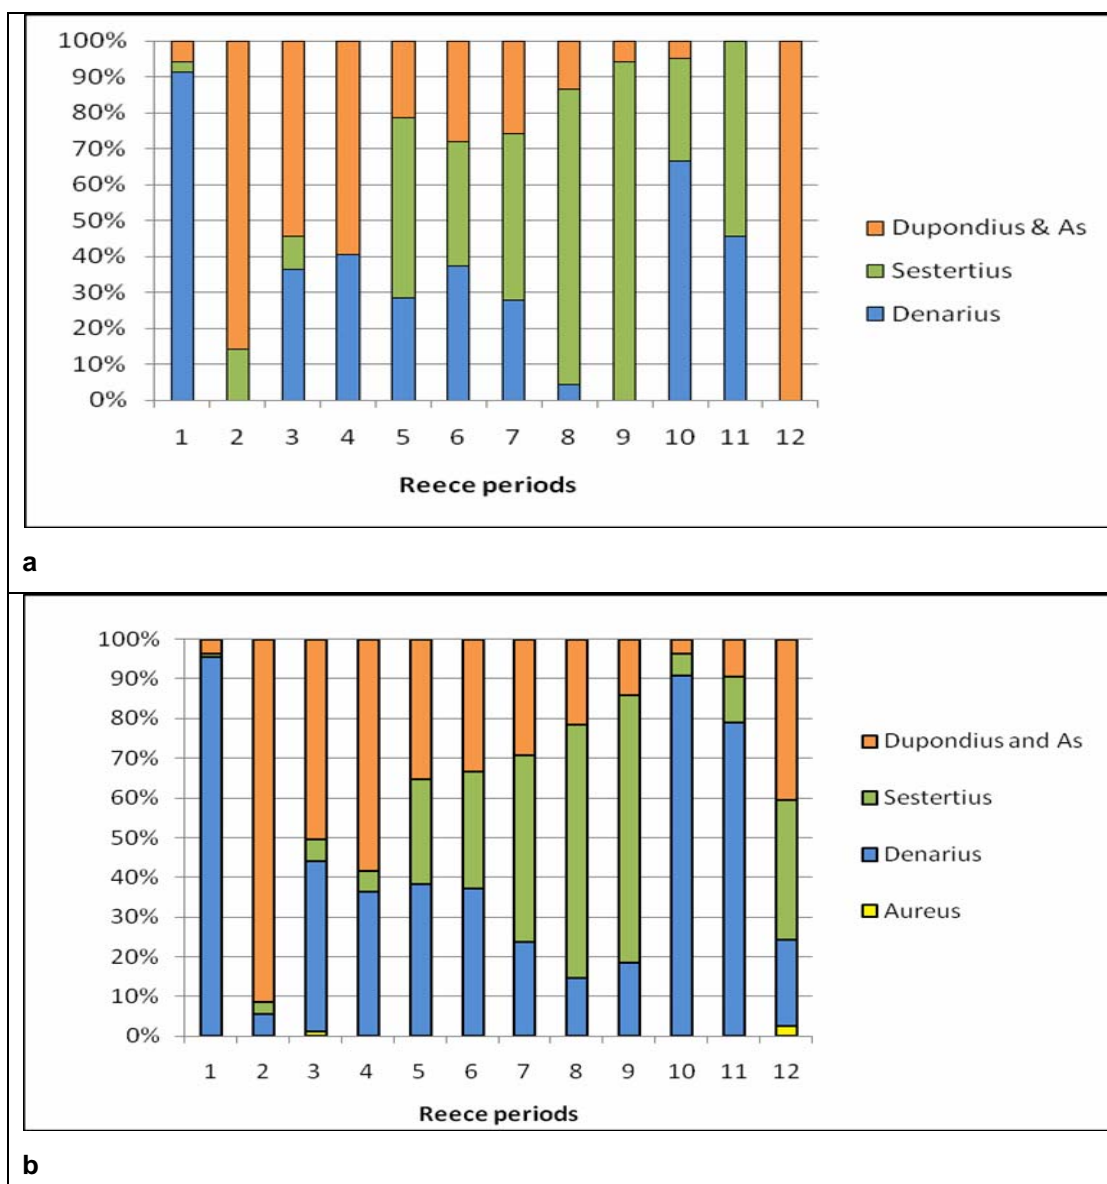 100%
90%
80%
70%
60%
50%
40%
30%
20%
10%
0%
1 2 3 4 5 6 7 8 9 10 11 12
Reece periods
Dupondius & As
Sestertius
Denarius
a
100%
90%
80%
70%
60%
50%
40%
30%
20%
10%
0%
1 2 3 4 5 6 7 8 9 10 11 12
Reece periods
Dupondius and As
Sestertius
Denarius
Aureus
b